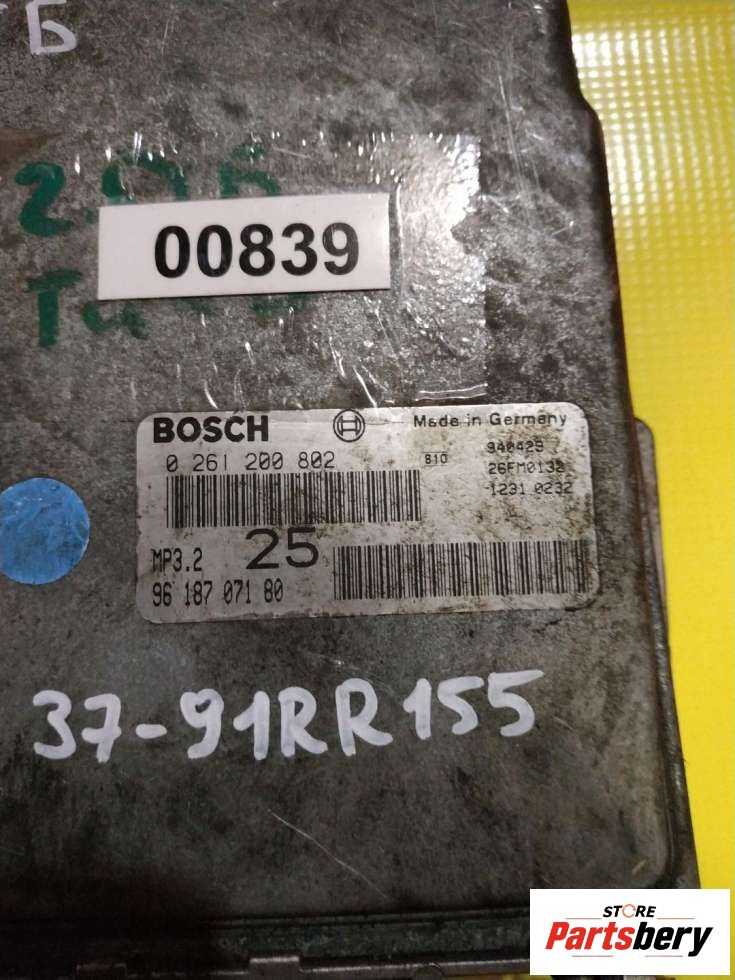 Б
00839
BOSCH Made in Germany
0 261 200 802 810 940429
26FM0132
1231 0232
MP3.2 25
96 187 071 80
37-91RR155
STORE
Partsbery